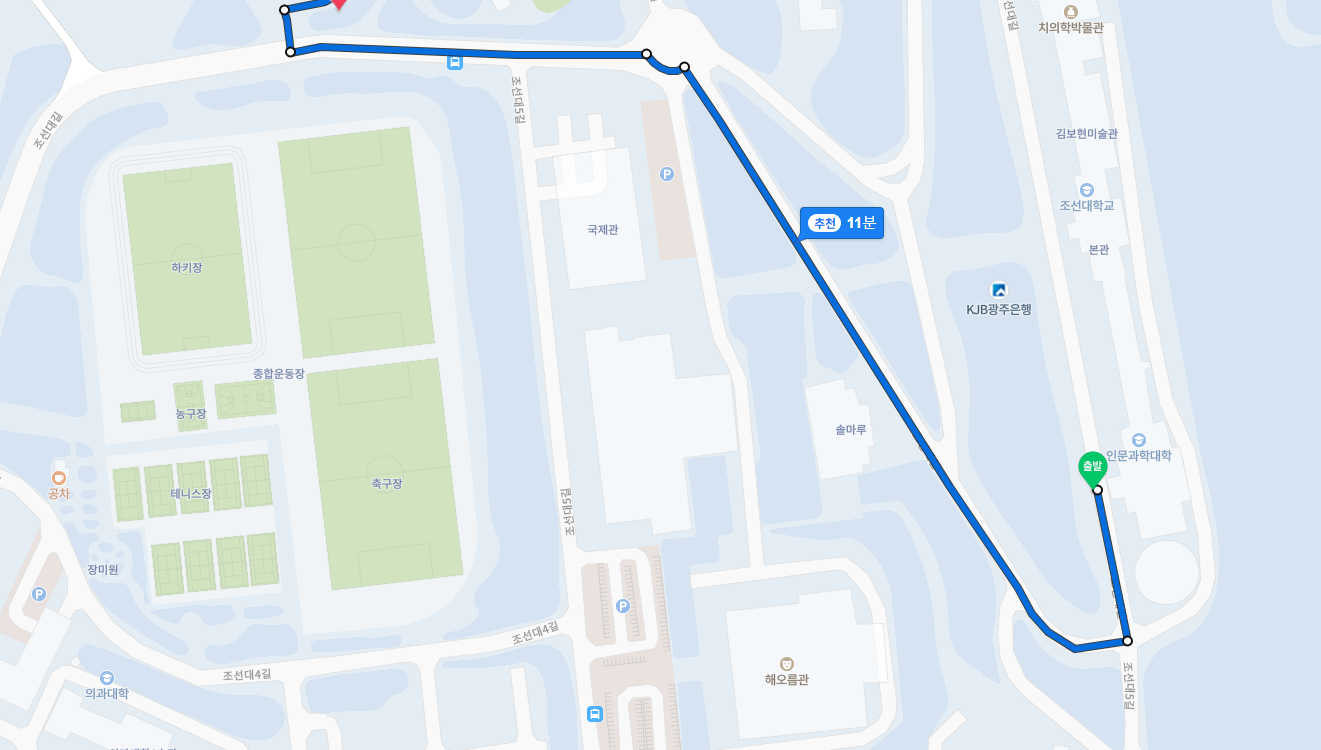 조선대길
치의학박물관
조선대5길
조선대길
김보현미술관
P
조선대학교
추천 11분
국제관
본관
하키장
KJB광주은행
종합운동장
농구장
솔마루
인문과학대학
출발
공차
테니스장
축구장
조선대5길
장미원
P
P
조선대4길
조선대4길
해오름관
의과대학
조선대5길